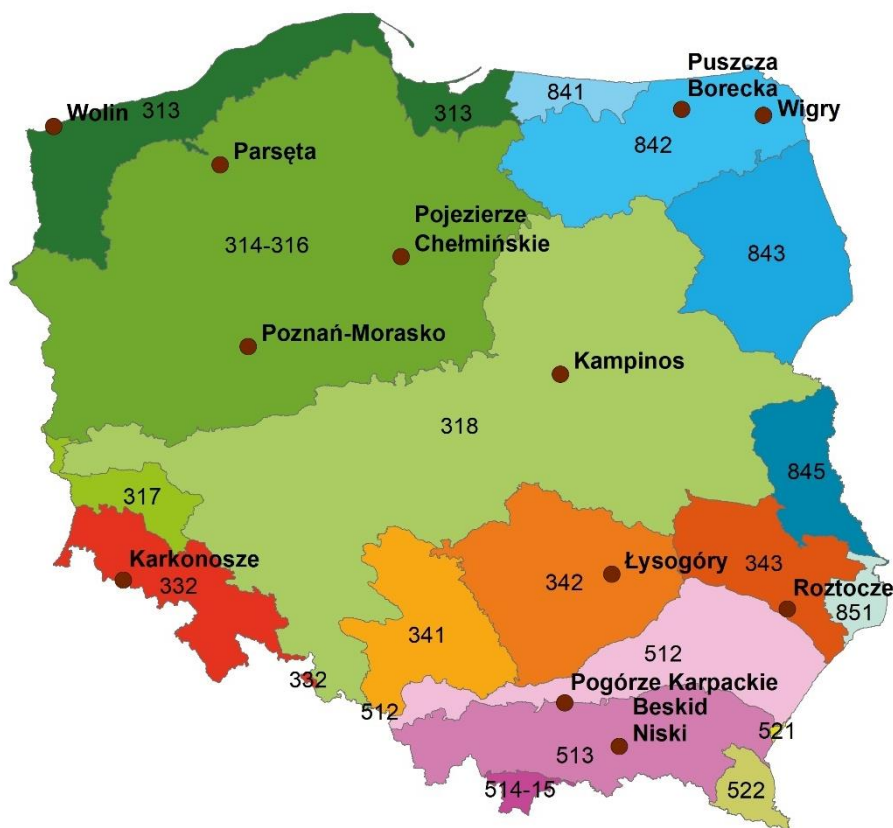 Puszcza
Borecka
841
Wolin
313
313
Wigry
842
Parsęta
Pojezierze
Chełmińskie
314-316
843
Poznań-Morasko
Kampinos
318
845
317
Karkonosze
332
Łysogóry
342
343
Roztocze
851
341
512
332
Pogórze Karpackie
512
Beskid
Niski
521
513
514-15
522